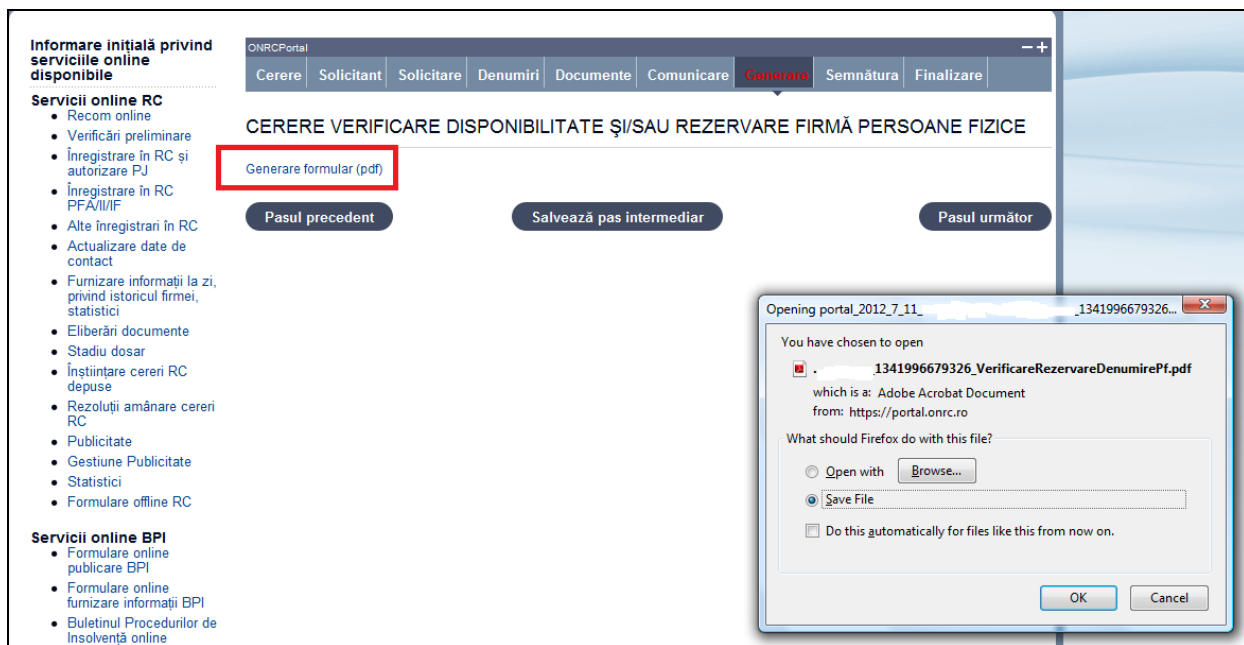 Informare inițială privind
serviciile online
disponibile
Servicii online RC
Recom online
Verificări preliminare
Înregistrare în RC și
autorizare PJ
Înregistrare în RC
PFA/II/IF
Alte înregistrari în RC
Actualizare date de
contact
Furnizare informații la zi,
privind istoricul firmei,
statistici
Eliberări documente
Stadiu dosar
Înștiințare cereri RC
depuse
Rezoluții amânare cereri
RC
Publicitate
Gestiune Publicitate
Statistici
Formulare offline RC
Servicii online BPI
Formulare online
publicare BPI
Formulare online
furnizare informații BPI
Buletinul Procedurilor de
Insolvență online
ONRCPortal
Cerere Solicitant Solicitare Denumiri Documente Comunicare Generare Semnătura Finalizare
CERERE VERIFICARE DISPONIBILITATE ŞI/SAU REZERVARE FIRMĂ PERSOANE FIZICE
Generare formular (pdf)
Pasul precedent Salvează pas intermediar Pasul următor
Opening portal_2012_7_11_ _1341996679326...
You have chosen to open
. _1341996679326_VerificareRezervareDenumirePf.pdf
which is a: Adobe Acrobat Document
from: https://portal.onrc.ro
What should Firefox do with this file?
Open with Browse...
Save File
Do this automatically for files like this from now on.
OK Cancel